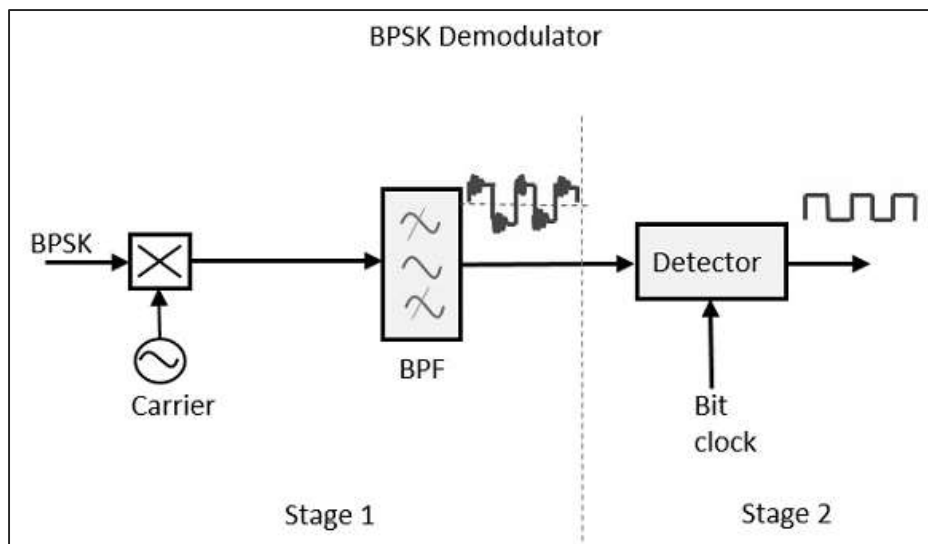 BPSK Demodulator
BPSK
Detector
BPF
Carrier
Bit
clock
Stage 1
Stage 2